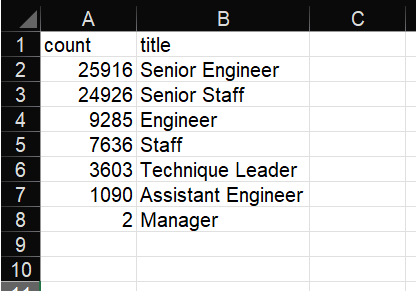 A B C
1 count title
2 25916 Senior Engineer
3 24926 Senior Staff
4 9285 Engineer
5 7636 Staff
6 3603 Technique Leader
7 1090 Assistant Engineer
8 2 Manager
9
10
11